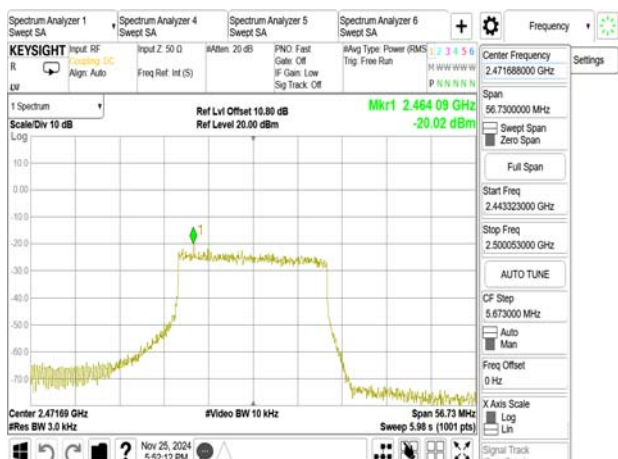 Spectrum Analyzer 1
Swept SA
Spectrum Analyzer 4
Swept SA
Spectrum Analyzer 5
Swept SA
Spectrum Analyzer 6
Swept SA
+
Frequency
Settings
KEYSIGHT
R
Input: RF
Coupling: DC
Align: Auto
Input Z: 50 Ω
Freq Ref: Int (S)
#Atten: 20 dB
PNO: Fast
Gate: Off
IF Gain: Low
Sig Track: Off
#Avg Type: Power (RMS
Trig: Free Run
1 2 3 4 5 6
M W W W W W
P N N N N N
1 Spectrum
Scale/Div 10 dB
Log
Ref Lvl Offset 10.80 dB
Ref Level 20.00 dBm
Mkr1 2.464 09 GHz
-20.02 dBm
10.0
0.00
-10.0
-20.0
-30.0
-40.0
-50.0
-60.0
-70.0
1
Center 2.47169 GHz
#Res BW 3.0 kHz
#Video BW 10 kHz
Span 56.73 MHz
Sweep 5.98 s (1001 pts)
Center Frequency
2.471688000 GHz
Span
56.7300000 MHz
Swept Span
Zero Span
Full Span
Start Freq
2.443323000 GHz
Stop Freq
2.500053000 GHz
AUTO TUNE
CF Step
5.673000 MHz
Auto
Man
Freq Offset
0 Hz
X Axis Scale
Log
Lin
Signal Track
?
Nov 25, 2024
5:52:12 PM